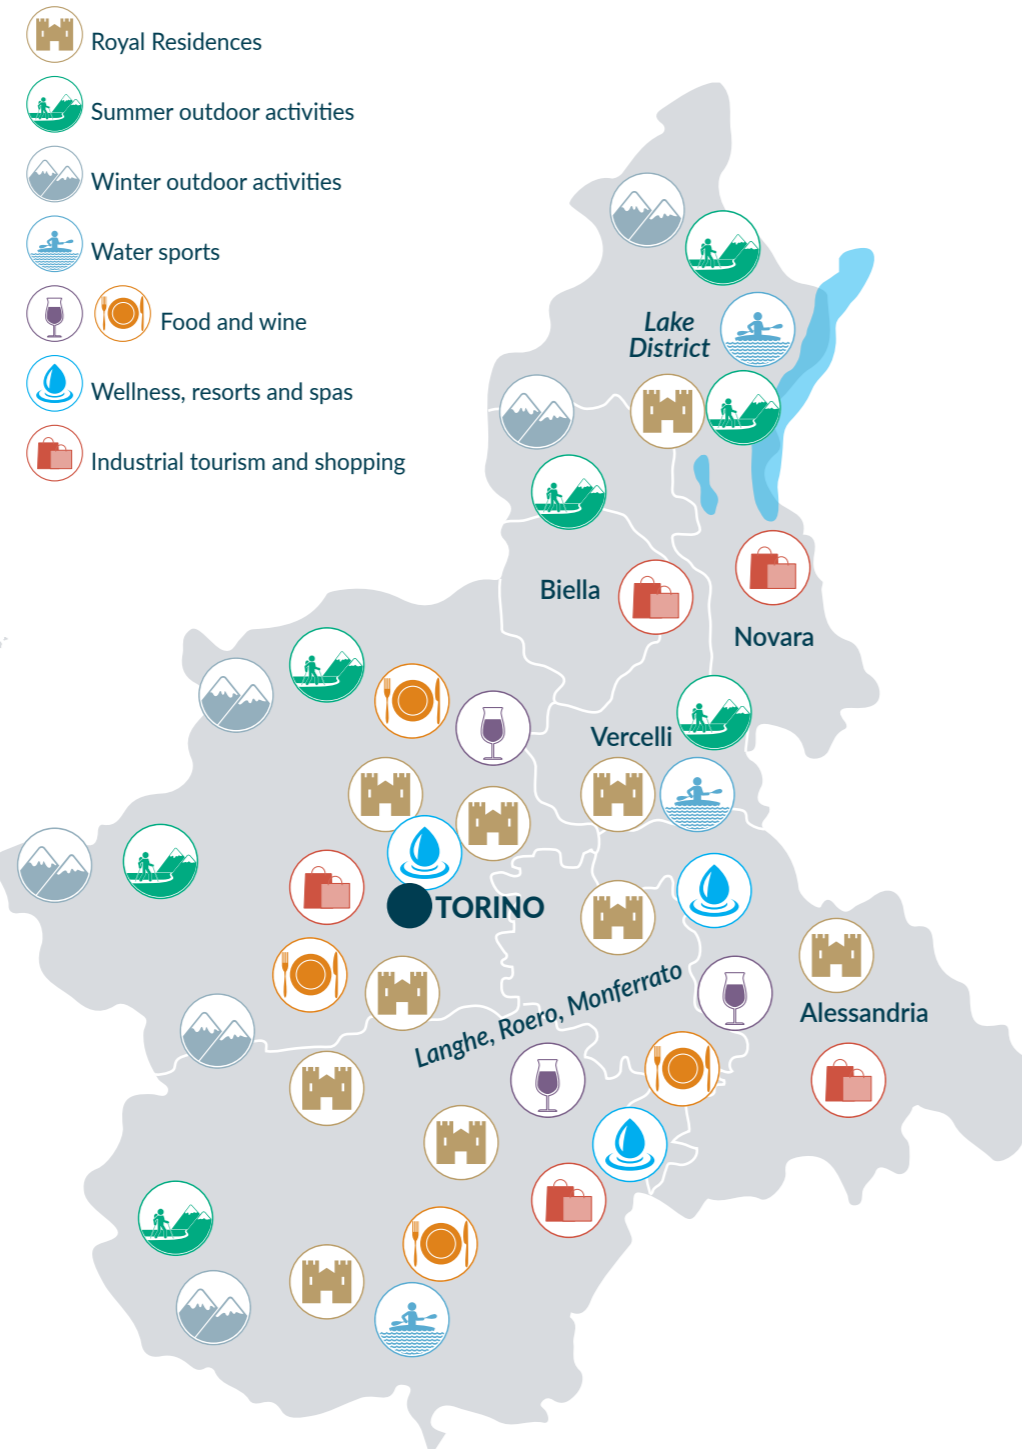 Royal Residences
Summer outdoor activities
Winter outdoor activities
Water sports
Food and wine
Wellness, resorts and spas
Industrial tourism and shopping
Lake
District
Biella
Novara
Vercelli
TORINO
Langhe, Roero, Monferrato
Alessandria